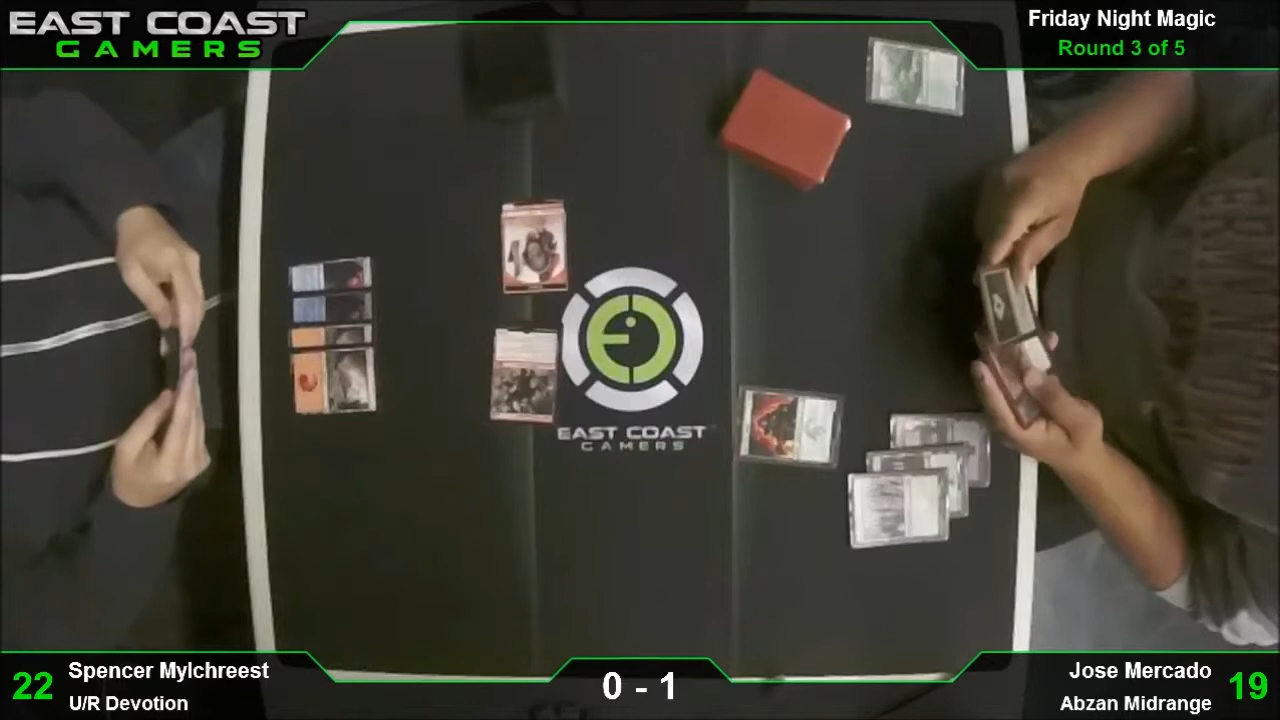 EAST COAST
GAMERS
Friday Night Magic
Round 3 of 5
EAST COAST
GAMERS
22
Spencer Mylchreest
U/R Devotion
0 - 1
Jose Mercado
Abzan Midrange
19